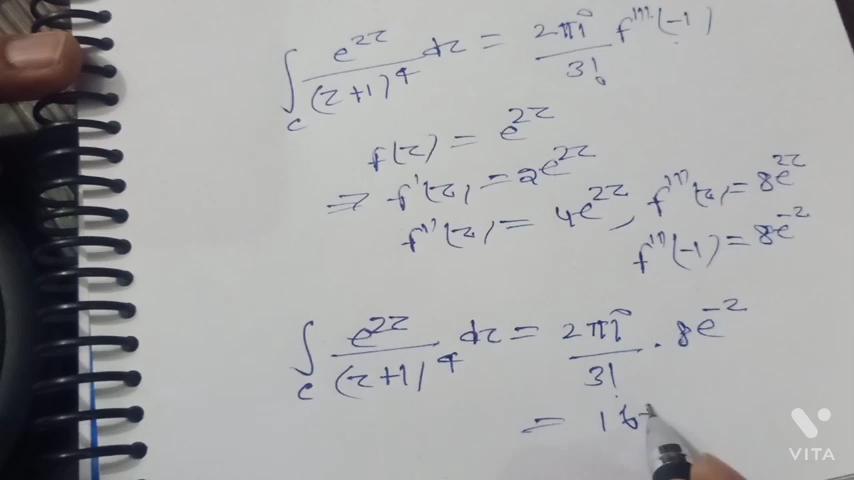 ∫_c e^{2z}/(z+1)^4 dz = 2πi/3! f'''(-1)
f(z) = e^{2z}
⇒ f'(z) = 2e^{2z}
f''(z) = 4e^{2z}, f'''(z) = 8e^{2z}
f'''(-1) = 8e^{-2}
∫_c e^{2z}/(z+1)^4 dz = 2πi/3! . 8e^{-2}
= 16
VITA